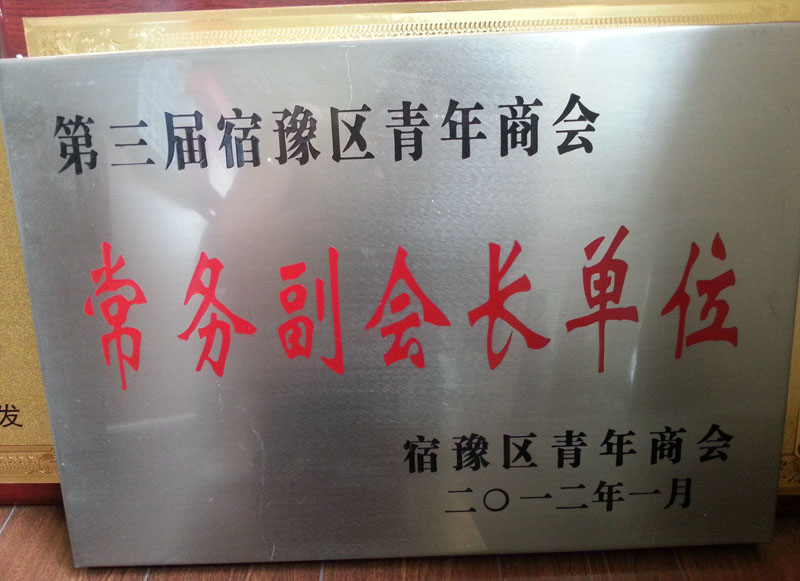 第三届宿豫区青年商会
常务副会长单位
宿豫区青年商会
二〇一二年一月
发